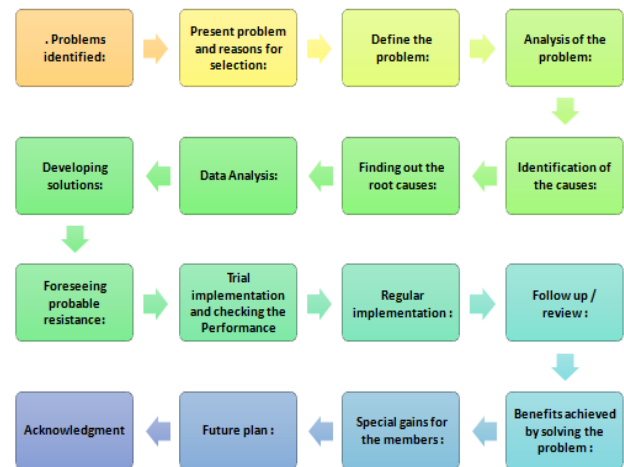 . Problems
identified:
Present problem
and reasons for
selection:
Define the
problem:
Analysis of the
problem:
Identification of
the causes:
Finding out the
root causes:
Data Analysis:
Developing
solutions:
Foreseeing
probable
resistance:
Trial
implementation
and checking the
Performance
Regular
implementation :
Follow up /
review :
Benefits achieved
by solving the
problem :
Special gains for
the members :
Future plan :
Acknowledgment